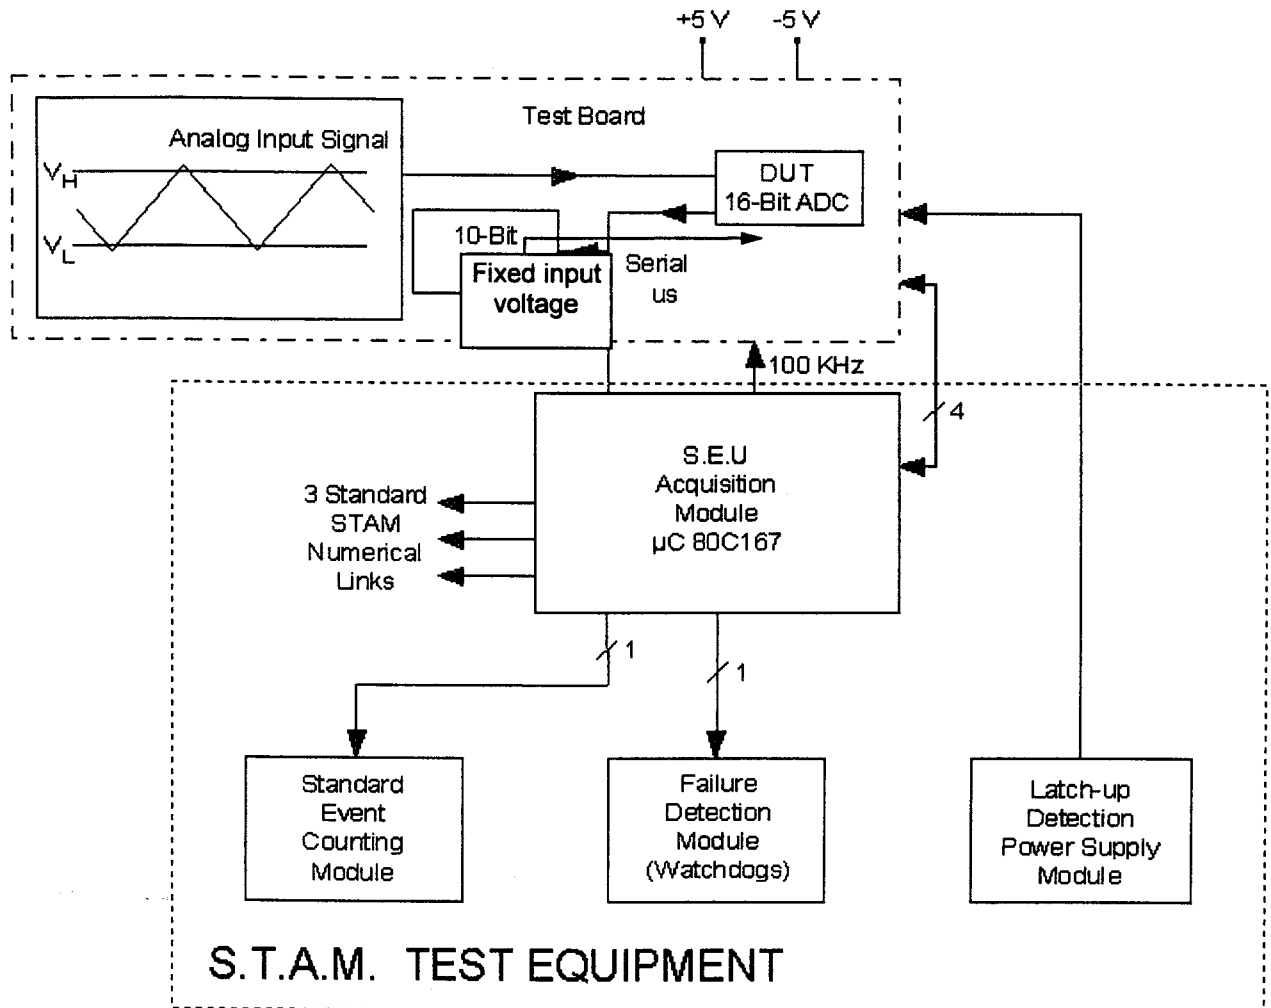 +5 V
-5 V
Test Board
Analog Input Signal
VH
VL
DUT
16-Bit ADC
10-Bit
Serial
us
Fixed input
voltage
100 KHz
4
S.E.U
Acquisition
Module
µC 80C167
3 Standard
STAM
Numerical
Links
1
1
Standard
Event
Counting
Module
Failure
Detection
Module
(Watchdogs)
Latch-up
Detection
Power Supply
Module
S.T.A.M. TEST EQUIPMENT